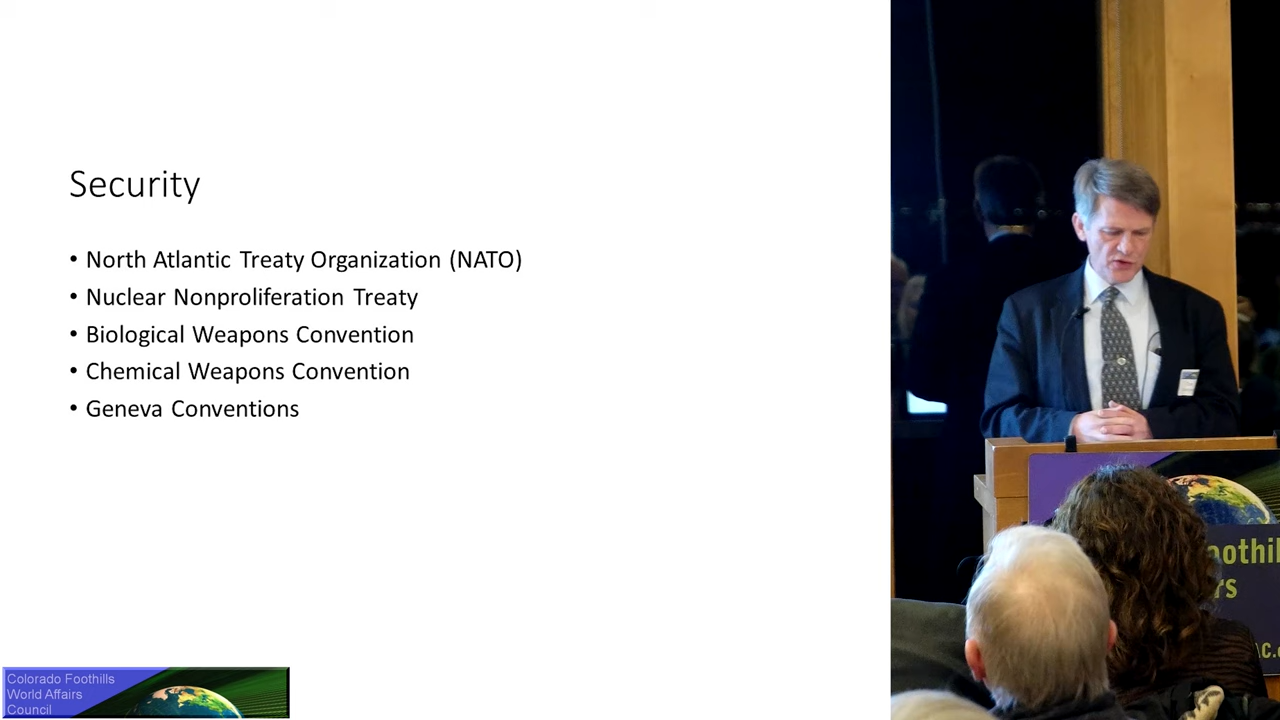 Security
• North Atlantic Treaty Organization (NATO)
• Nuclear Nonproliferation Treaty
• Biological Weapons Convention
• Chemical Weapons Convention
• Geneva Conventions
Colorado Foothills
World Affairs
Council